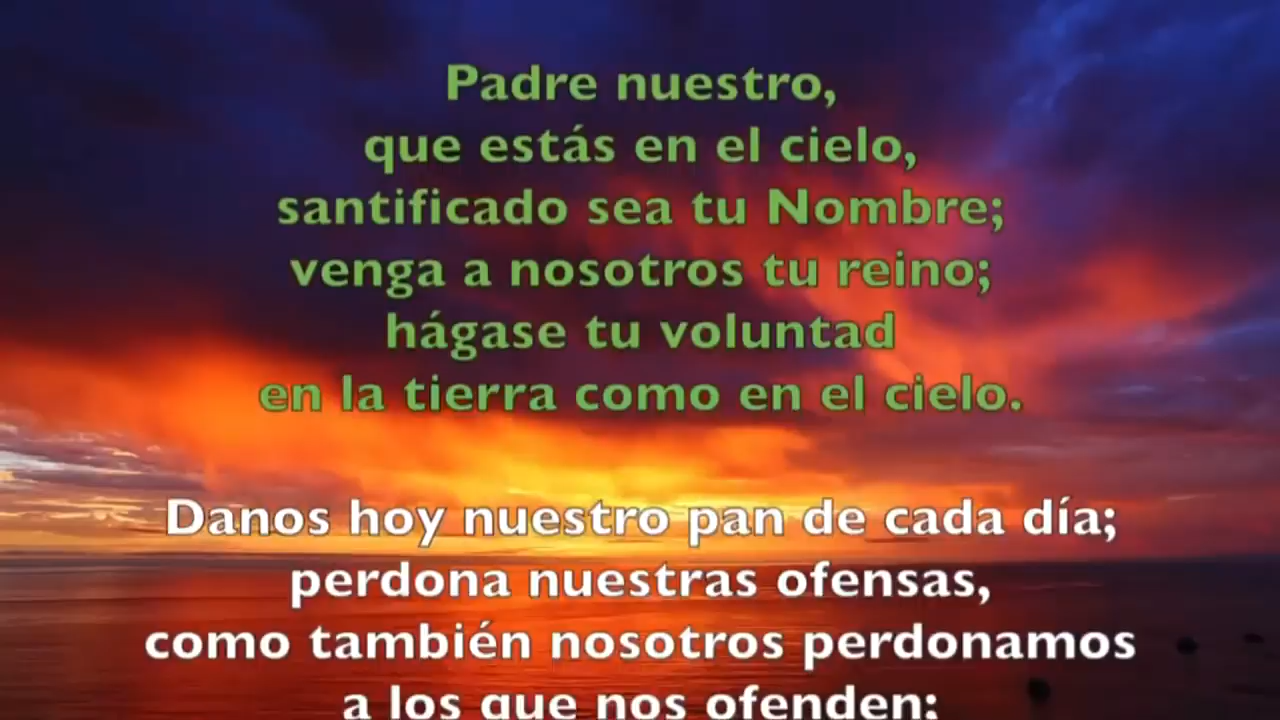 Padre nuestro,
que estás en el cielo,
santificado sea tu Nombre;
venga a nosotros tu reino;
hágase tu voluntad
en la tierra como en el cielo.
Danos hoy nuestro pan de cada día;
perdona nuestras ofensas,
como también nosotros perdonamos
a los que nos ofenden;